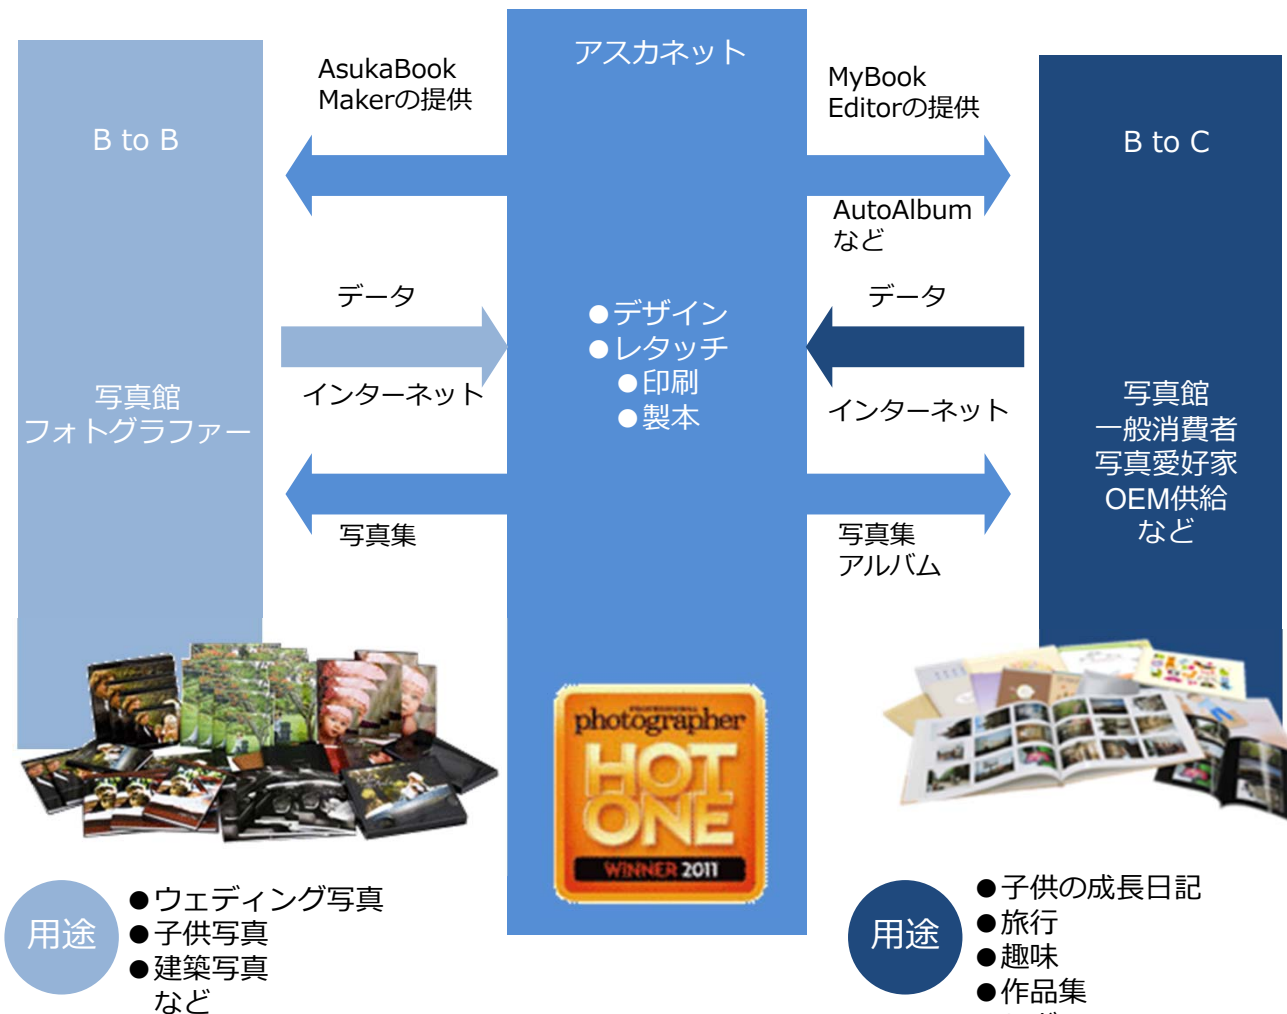 アスカネット
B to B
AsukaBook
Makerの提供
MyBook
Editorの提供
B to C
AutoAlbum
など
データ
インターネット
データ
インターネット
●デザイン
●レタッチ
●印刷
●製本
写真館
フォトグラファー
写真館
一般消費者
写真愛好家
OEM供給
など
写真集
写真集
アルバム
PROFESSIONAL
photographer
HOT
ONE
WINNER 2011
用途
●ウェディング写真
●子供写真
●建築写真
など
用途
●子供の成長日記
●旅行
●趣味
●作品集